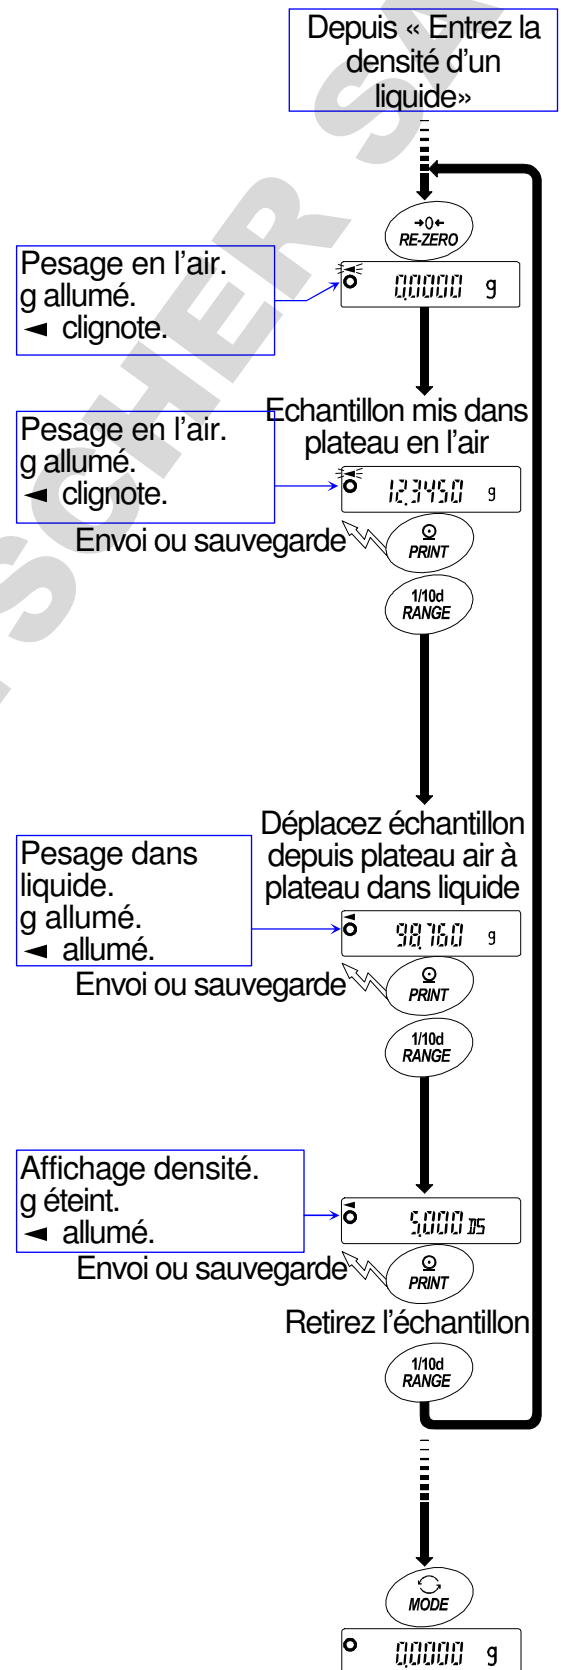 Depuis « Entrez la
densité d’un
liquide»
→0←
RE-ZERO
Pesage en l’air.
g allumé.
◄ clignote.
0,0000 g
Echantillon mis dans
plateau en l’air
Pesage en l’air.
g allumé.
◄ clignote.
12,3450 g
Envoi ou sauvegarde
PRINT
1/10d
RANGE
Déplacez échantillon
depuis plateau air à
plateau dans liquide
Pesage dans
liquide.
g allumé.
◄ allumé.
98,760 g
Envoi ou sauvegarde
PRINT
1/10d
RANGE
Affichage densité.
g éteint.
◄ allumé.
5,000 DS
Envoi ou sauvegarde
PRINT
Retirez l’échantillon
1/10d
RANGE
MODE
0,0000 g